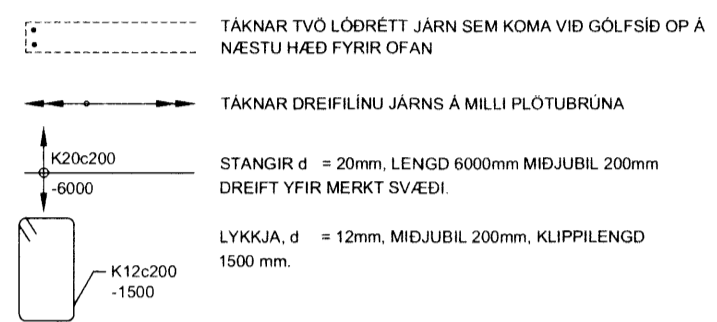 TÁKNAR TVÖ LÓÐRÉTT JÁRN SEM KOMA VIÐ GÓLFSÍÐ OP Á
NÆSTU HÆÐ FYRIR OFAN
TÁKNAR DREIFILÍNU JÁRNS Á MILLI PLÖTUBRÚNA
K20c200
-6000
STANGIR d = 20mm, LENGD 6000mm MIÐJUBIL 200mm
DREIFT YFIR MERKT SVÆÐI.
LYKKJA, d = 12mm, MIÐJUBIL 200mm, KLIPPILENGD
1500 mm.
K12c200
-1500